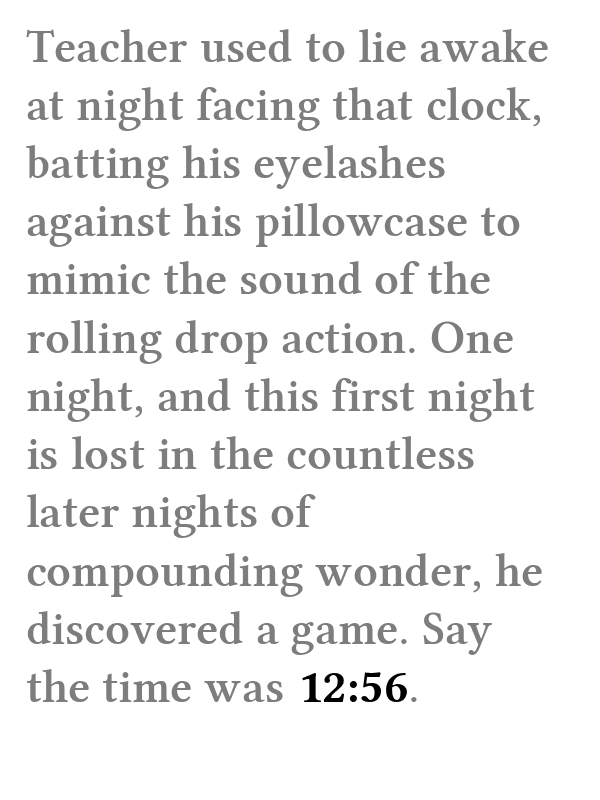 Teacher used to lie awake
at night facing that clock,
batting his eyelashes
against his pillowcase to
mimic the sound of the
rolling drop action. One
night, and this first night
is lost in the countless
later nights of
compounding wonder, he
discovered a game. Say
the time was 12:56.